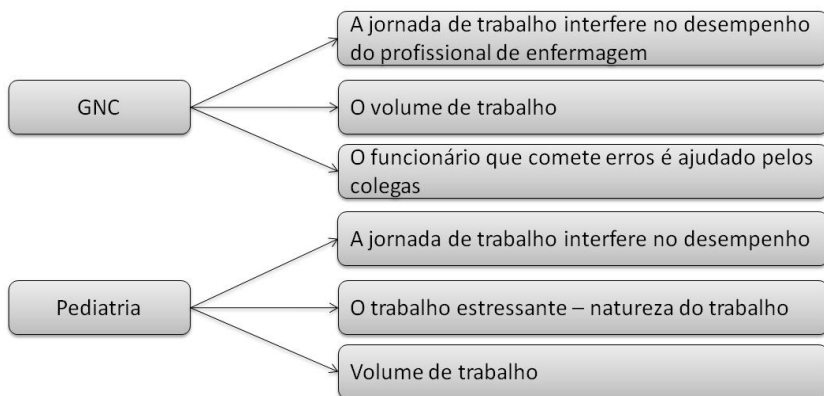 A jornada de trabalho interfere no desempenho
do profissional de enfermagem
GNC
O volume de trabalho
O funcionário que comete erros é ajudado pelos
colegas
A jornada de trabalho interfere no desempenho
Pediatria
O trabalho estressante – natureza do trabalho
Volume de trabalho